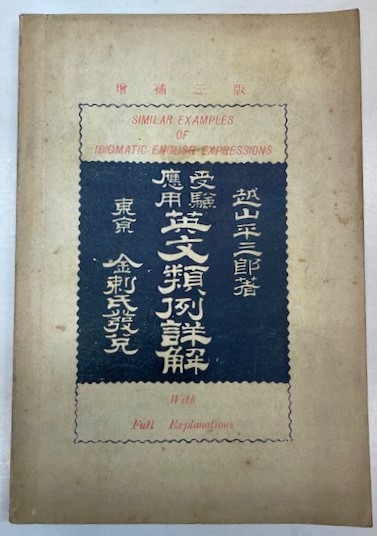 増補三版
SIMILAR EXAMPLES
OF
IDIOMATIC ENGLISH EXPRESSIONS
越山平三郎著
受驗
應用
英文類例詳解
東京
金刺氏發兌
With
Full Explanations